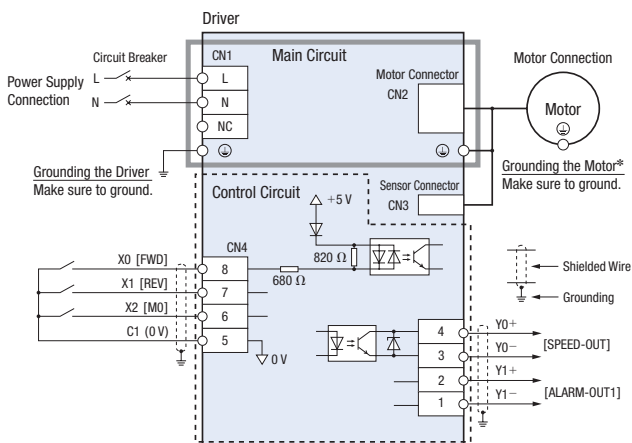 Driver
Circuit Breaker
CN1
Main Circuit
Motor Connection
Power Supply
Connection
L
N
L
N
NC
Motor Connector
CN2
Motor
Grounding the Driver
Make sure to ground.
Grounding the Motor*
Make sure to ground.
Control Circuit
Sensor Connector
CN3
+5 V
CN4
820 Ω
680 Ω
X0 [FWD]
8
X1 [REV]
7
X2 [M0]
6
C1 (0 V)
5
0 V
Shielded Wire
Grounding
4
Y0+
3
Y0−
[SPEED-OUT]
2
Y1+
1
Y1−
[ALARM-OUT1]